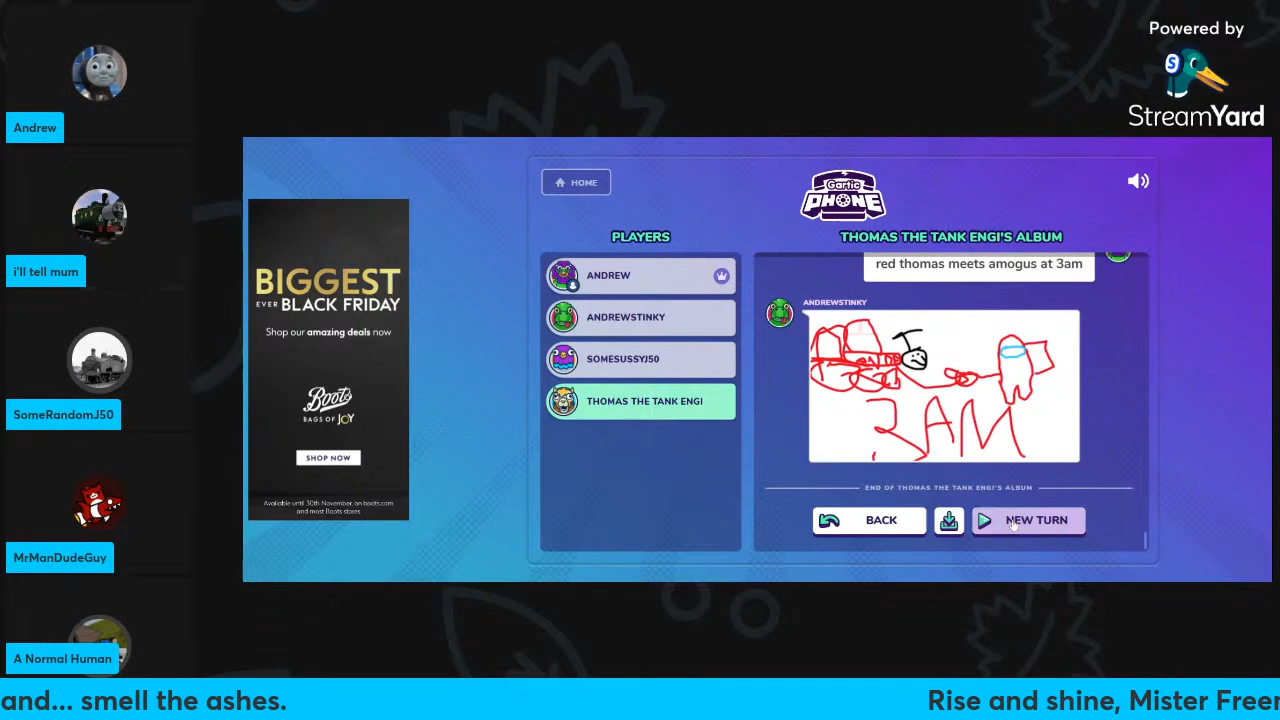 Powered by
StreamYard
Andrew
i'll tell mum
SomeRandomJ50
MrManDudeGuy
A Normal Human
BIGGEST
EVER BLACK FRIDAY
Shop our amazing deals now
Boots
BAGS OF JOY
SHOP NOW
Available until 30th November, on boots.com
and most Boots stores
HOME
Gartic
PHONE
PLAYERS
ANDREW
ANDREWSTINKY
SOMESUSSYJ50
THOMAS THE TANK ENGI
THOMAS THE TANK ENGI'S ALBUM
red thomas meets amogus at 3am
ANDREWSTINKY
3AM
END OF THOMAS THE TANK ENGI'S ALBUM
BACK
NEW TURN
and... smell the ashes.
Rise and shine, Mister Freer